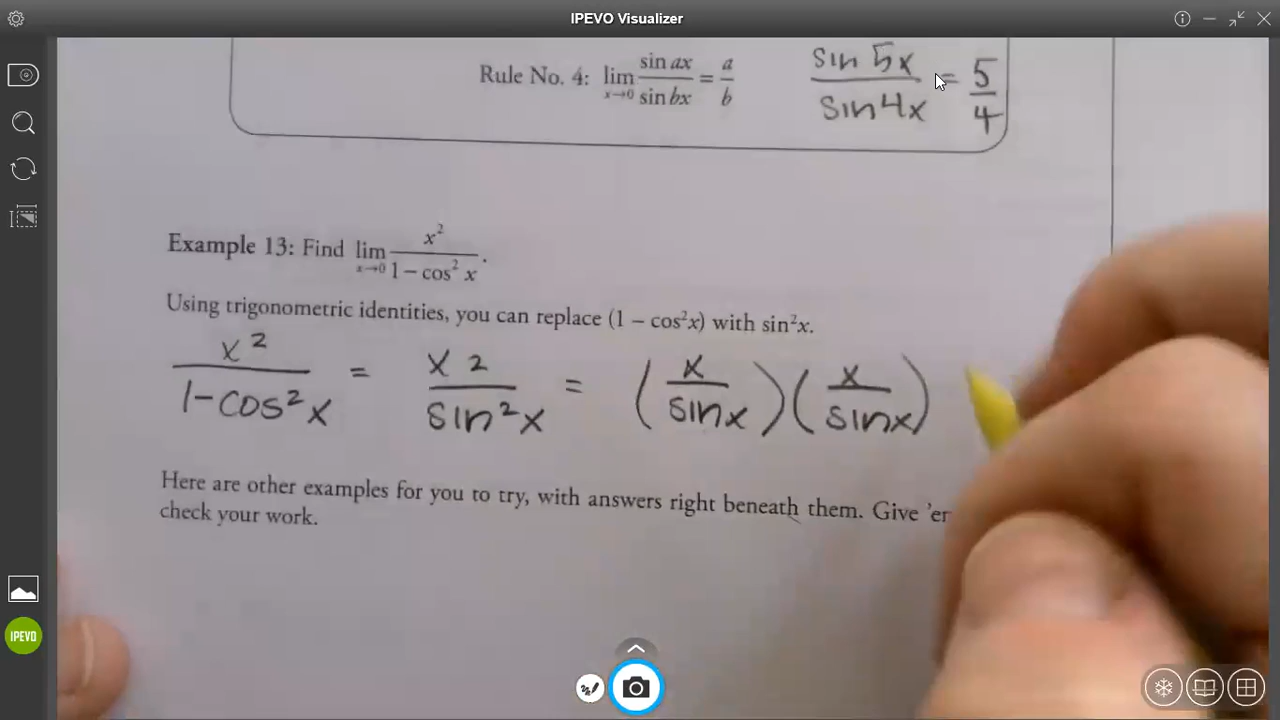 IPEVO Visualizer
Rule No. 4: lim x→0 sin ax / sin bx = a / b
sin 5x / sin 4x = 5 / 4
Example 13: Find lim x→0 x² / 1 − cos² x .
Using trigonometric identities, you can replace (1 – cos²x) with sin²x.
x² / 1-cos²x = x² / sin²x = (x / sinx)(x / sinx)
Here are other examples for you to try, with answers right beneath them. Give 'er
check your work.
IPEVO